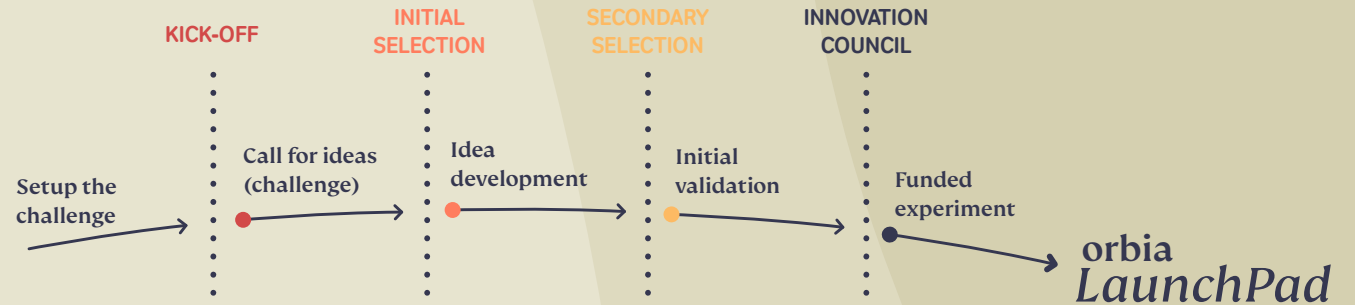 KICK-OFF
INITIAL
SELECTION
SECONDARY
SELECTION
INNOVATION
COUNCIL
Setup the
challenge
Call for ideas
(challenge)
Idea
development
Initial
validation
Funded
experiment
orbia
LaunchPad